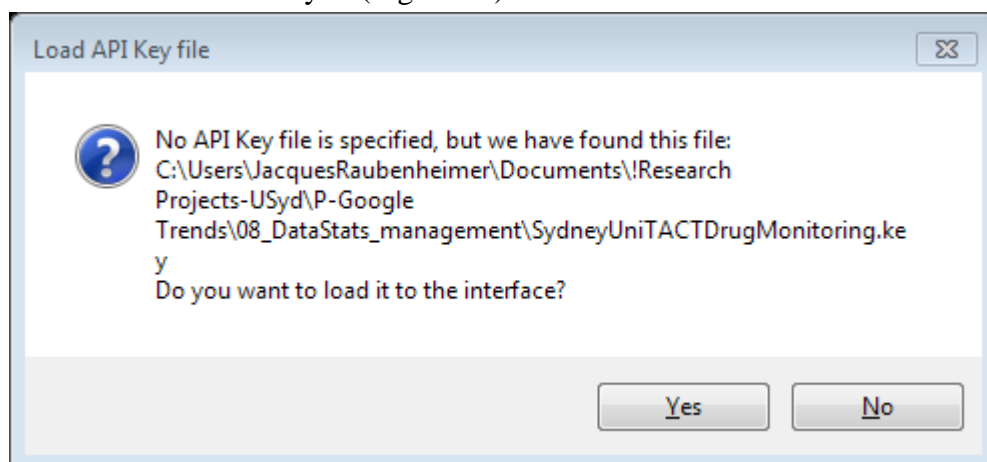 Load API Key file
No API Key file is specified, but we have found this file:
C:\Users\JacquesRaubenheimer\Documents\!Research
Projects-USyd\P-Google
Trends\08_DataStats_management\SydneyUniTACTDrugMonitoring.ke
y
Do you want to load it to the interface?
Yes
No